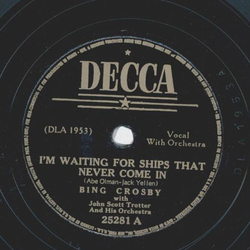 DECCA
(DLA 1953)
Vocal
With Orchestra
I'M WAITING FOR SHIPS THAT
NEVER COME IN
(Abe Olman-Jack Yellen)
BING CROSBY
with
John Scott Trotter
And His Orchestra
25281 A